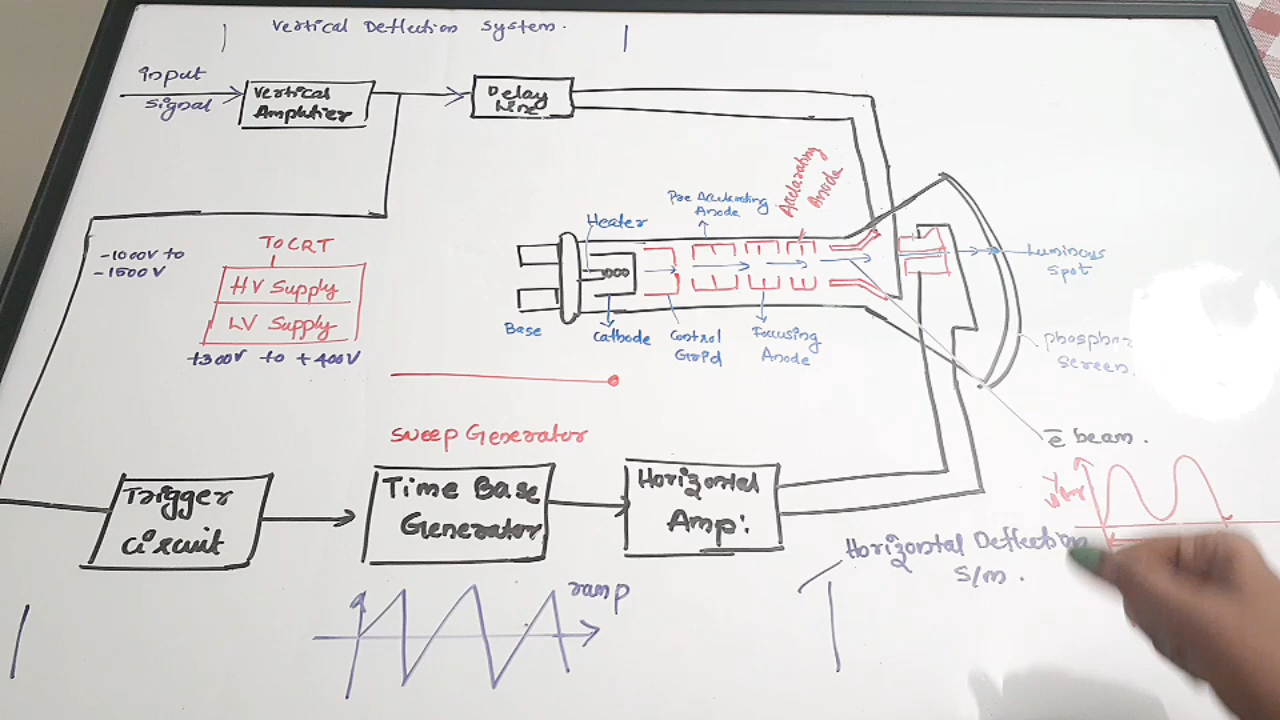 Vertical Deflection System.
input
signal
Vertical
Amplifier
Delay
Line
-1000V to
-1500V
TO CRT
HV Supply
LV Supply
+300V to +400V
Heater
Pre Accelerating
Anode
Accelarating
Anode
Base
Cathode
Control
Grid
Focusing
Anode
Luminous
Spot
phosphor
screen.
e beam.
Sweep Generator
Trigger
Circuit
Time Base
Generator
Horizontal
Amp:
ramp
Horizontal Deflection
S/m.